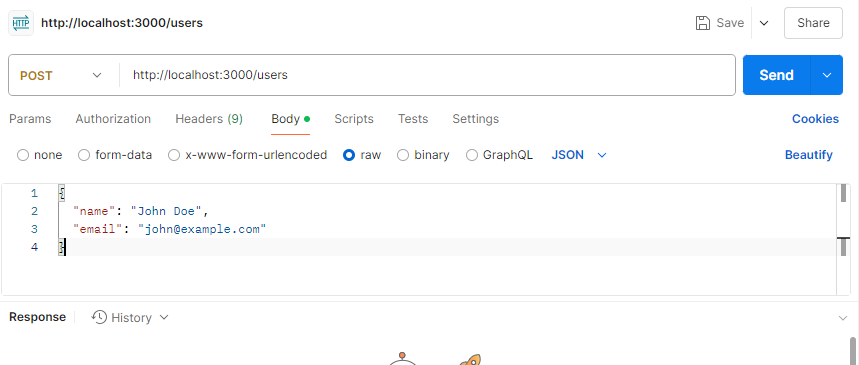 HTTP http://localhost:3000/users Save Share
POST http://localhost:3000/users Send
Params Authorization Headers (9) Body Scripts Tests Settings Cookies
none form-data x-www-form-urlencoded raw binary GraphQL JSON Beautify
1 {
2 "name": "John Doe",
3 "email": "john@example.com"
4 }
Response History